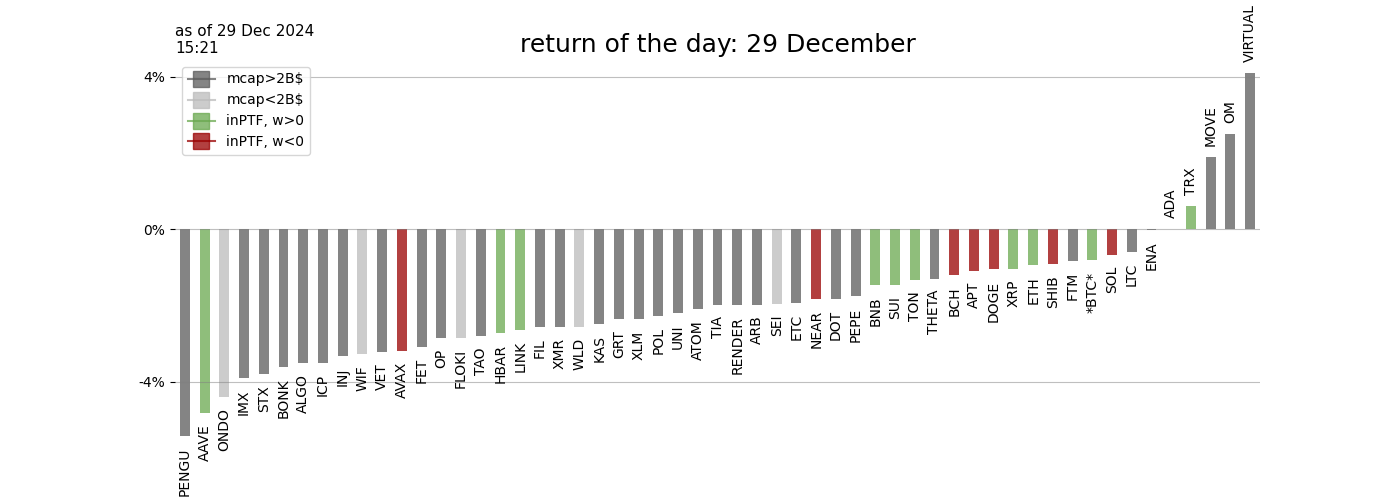 as of 29 Dec 2024
15:21
return of the day: 29 December
mcap>2B$
mcap<2B$
inPTF, w>0
inPTF, w<0
4%
0%
-4%
PENGU
AAVE
ONDO
IMX
STX
BONK
ALGO
ICP
INJ
WIF
VET
AVAX
FET
OP
FLOKI
TAO
HBAR
LINK
FIL
XMR
WLD
KAS
GRT
XLM
POL
UNI
ATOM
TIA
RENDER
ARB
SEI
ETC
NEAR
DOT
PEPE
BNB
SUI
TON
THETA
BCH
APT
DOGE
XRP
ETH
SHIB
FTM
*BTC*
SOL
LTC
ENA
ADA
TRX
MOVE
OM
VIRTUAL